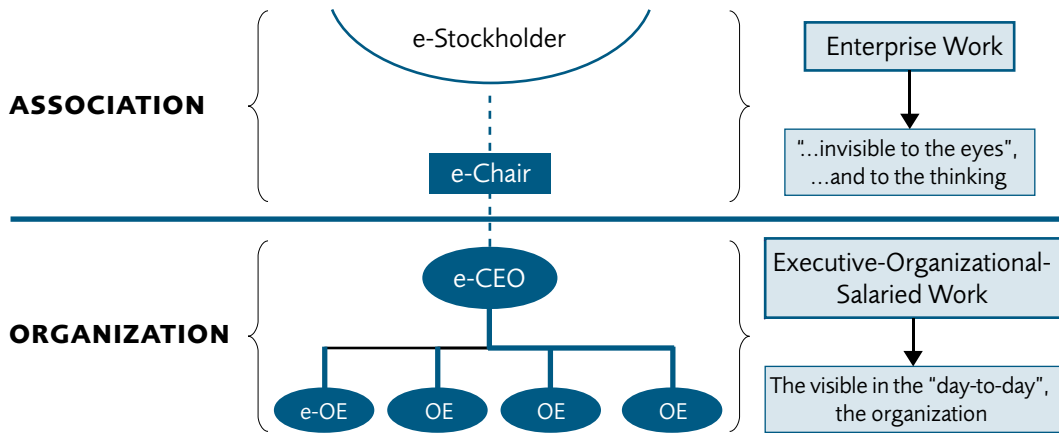 e-Stockholder
Enterprise Work
ASSOCIATION
“...invisible to the eyes”,
...and to the thinking
e-Chair
e-CEO
Executive-Organizational-
Salaried Work
ORGANIZATION
e-OE
OE
OE
OE
The visible in the “day-to-day”,
the organization